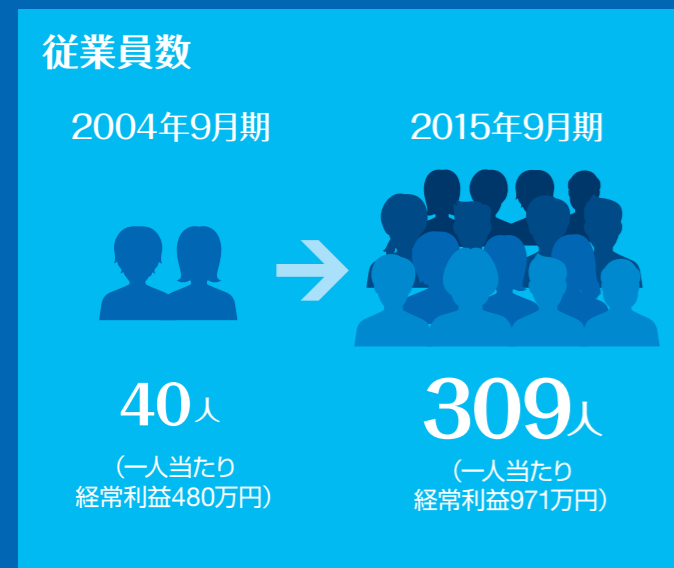 従業員数
2004年9月期
2015年9月期
40人
309人
（一人当たり
経常利益480万円）
（一人当たり
経常利益971万円）